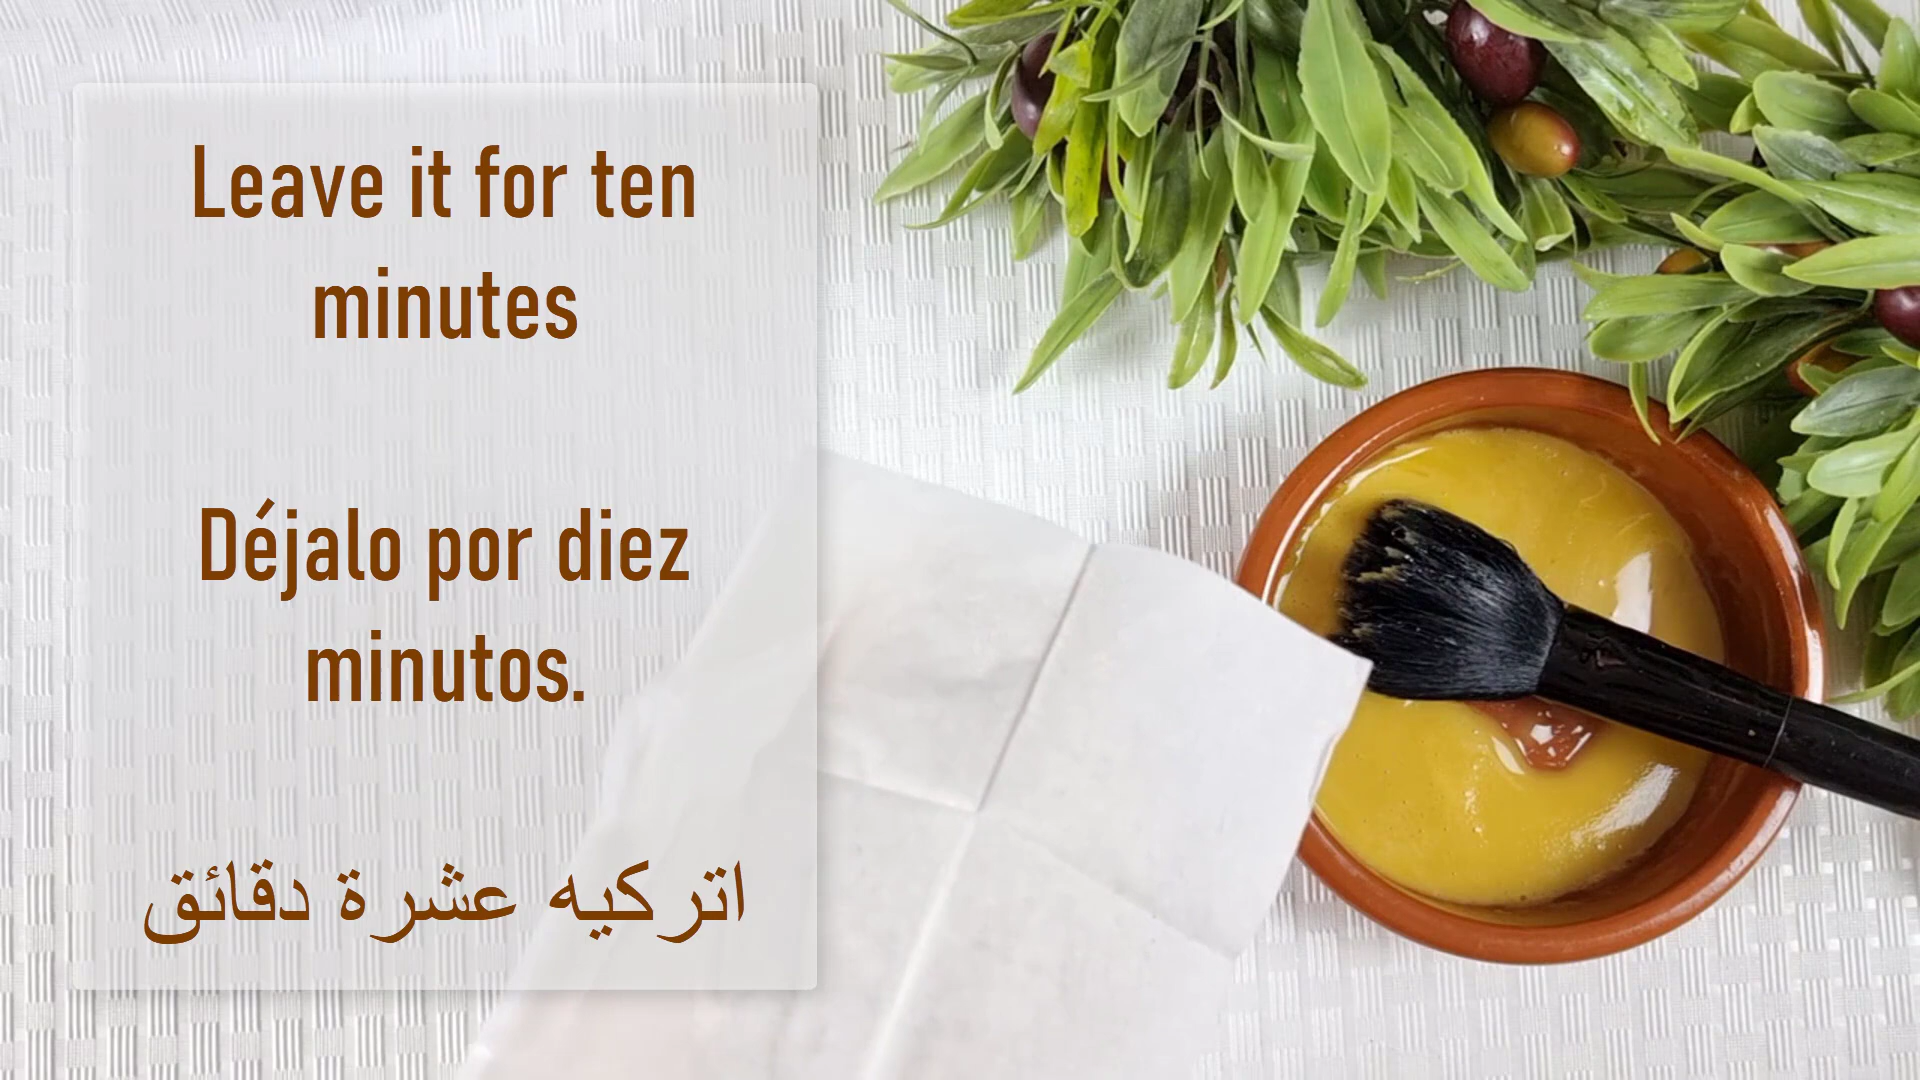 Leave it for ten
minutes
Déjalo por diez
minutos.
اتركيه عشرة دقائق